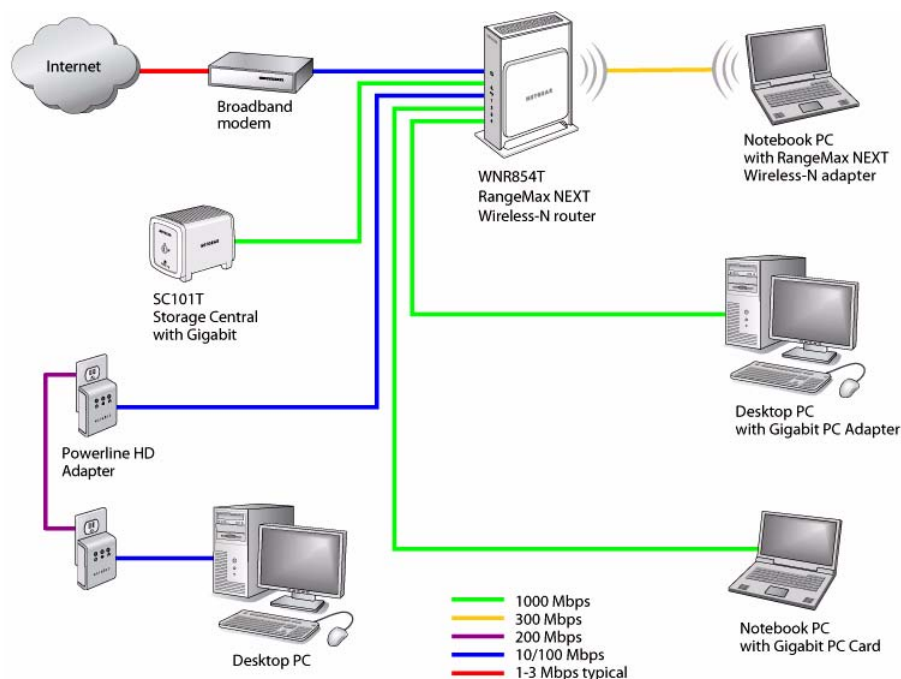 Internet
Broadband
modem
NETGEAR
WNR854T
RangeMax NEXT
Wireless-N router
Notebook PC
with RangeMax NEXT
Wireless-N adapter
SC101T
Storage Central
with Gigabit
Desktop PC
with Gigabit PC Adapter
Powerline HD
Adapter
Desktop PC
Notebook PC
with Gigabit PC Card
1000 Mbps
300 Mbps
200 Mbps
10/100 Mbps
1-3 Mbps typical